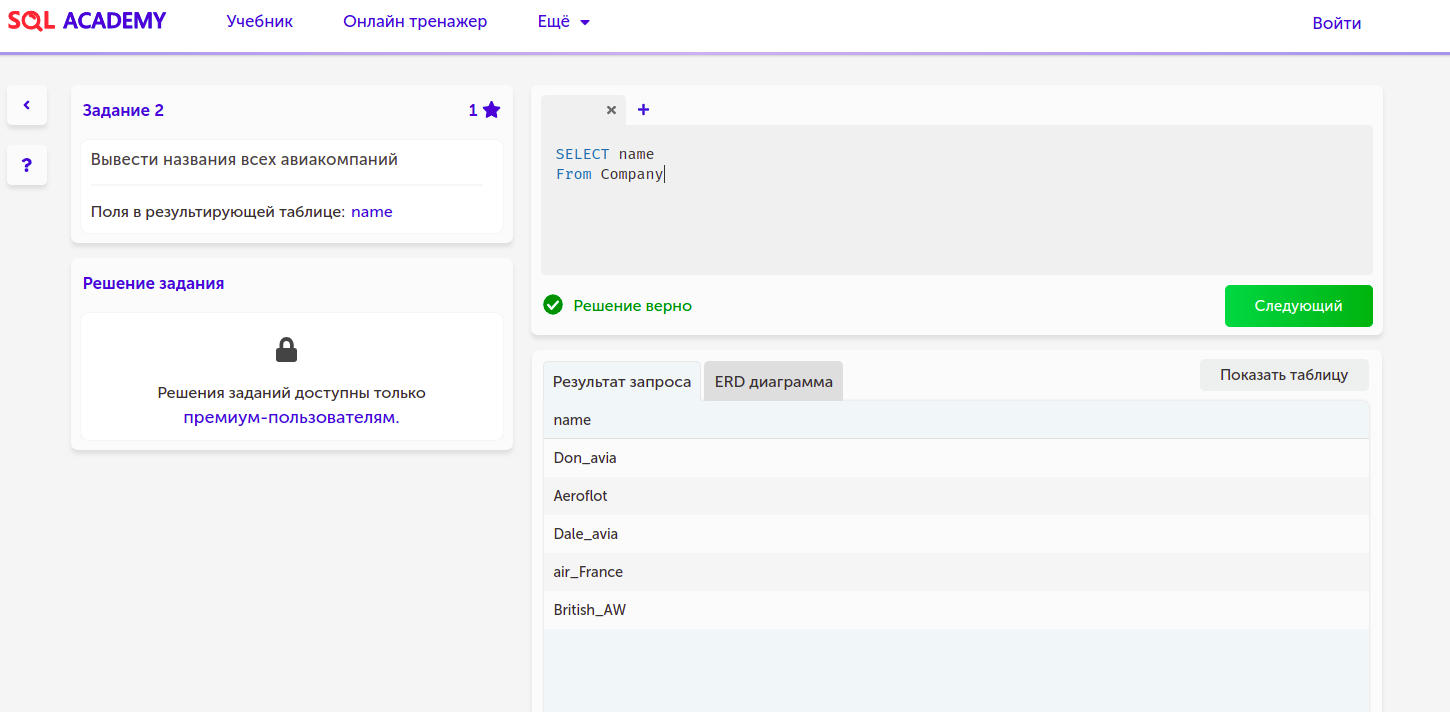 SQL ACADEMY
Учебник
Онлайн тренажер
Ещё
Войти
?
Задание 2
1
Вывести названия всех авиакомпаний
Поля в результирующей таблице: name
Решение задания
Решения заданий доступны только
премиум-пользователям.
SELECT name
From Company
Решение верно
Следующий
Результат запроса
ERD диаграмма
Показать таблицу
name
Don_avia
Aeroflot
Dale_avia
air_France
British_AW